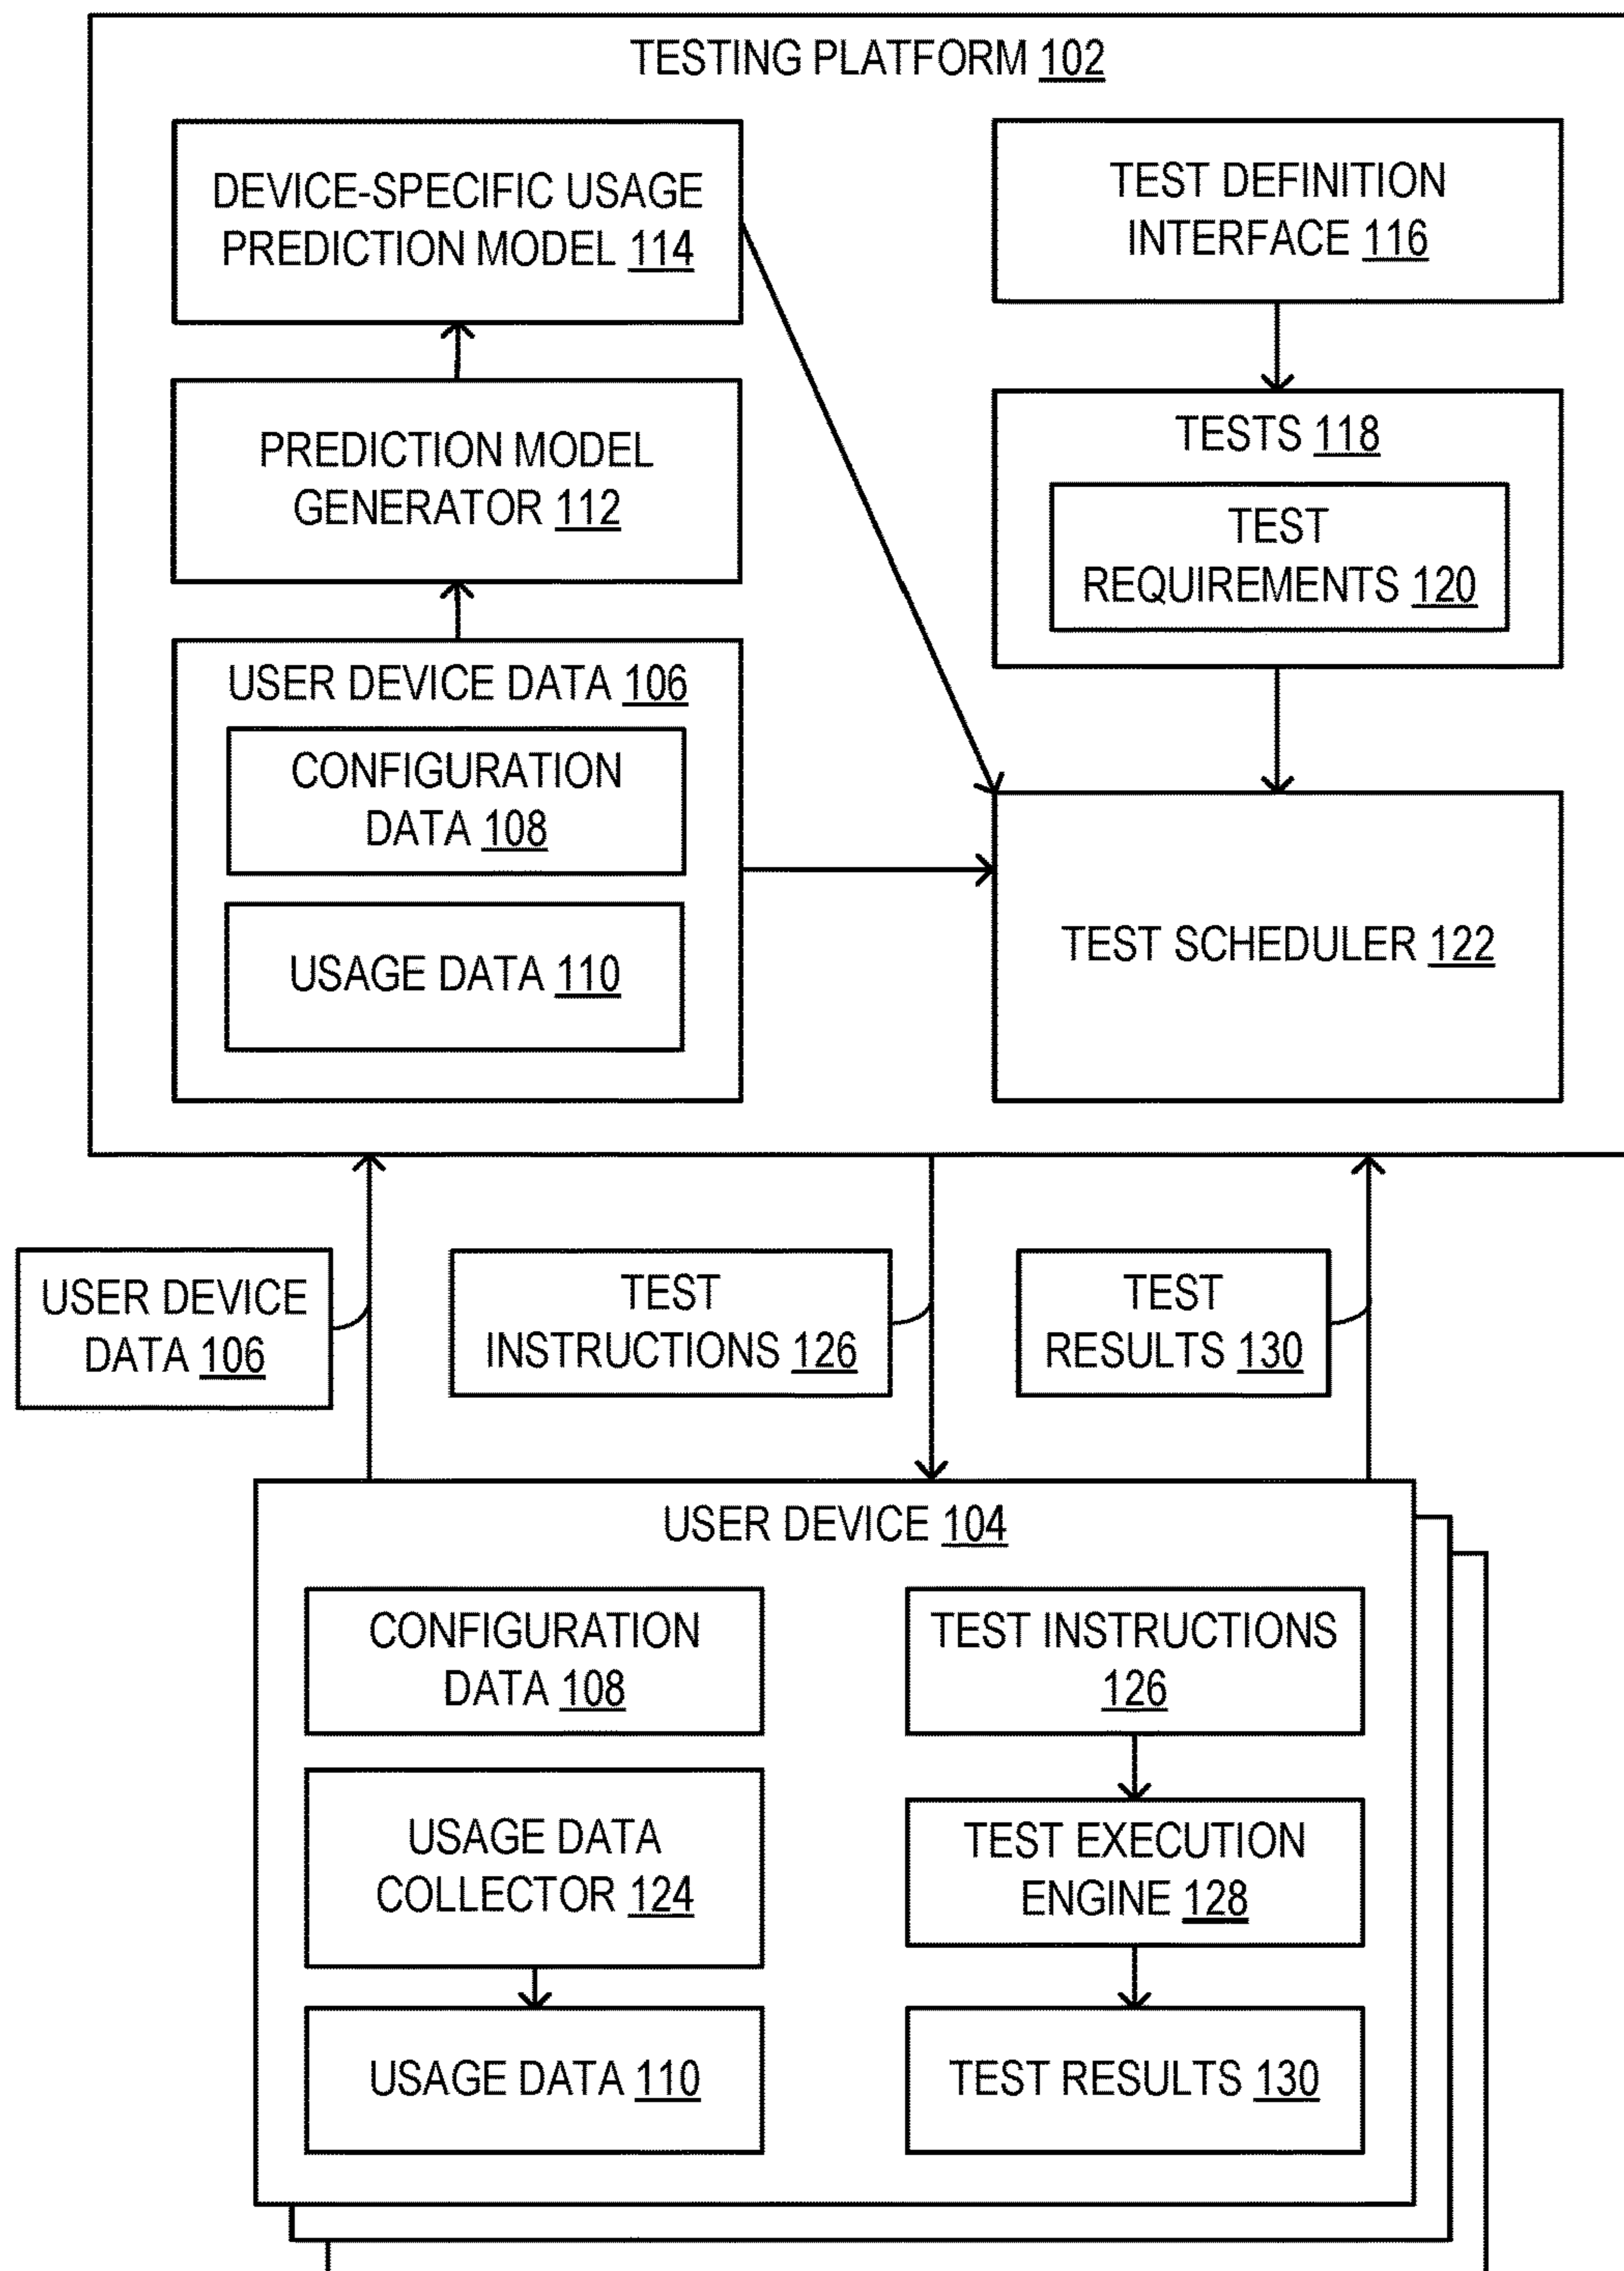 TESTING PLATFORM 102
DEVICE-SPECIFIC USAGE
PREDICTION MODEL 114
TEST DEFINITION
INTERFACE 116
PREDICTION MODEL
GENERATOR 112
TESTS 118
TEST
REQUIREMENTS 120
USER DEVICE DATA 106
CONFIGURATION
DATA 108
USAGE DATA 110
TEST SCHEDULER 122
USER DEVICE
DATA 106
TEST
INSTRUCTIONS 126
TEST
RESULTS 130
USER DEVICE 104
CONFIGURATION
DATA 108
USAGE DATA
COLLECTOR 124
USAGE DATA 110
TEST INSTRUCTIONS
126
TEST EXECUTION
ENGINE 128
TEST RESULTS 130